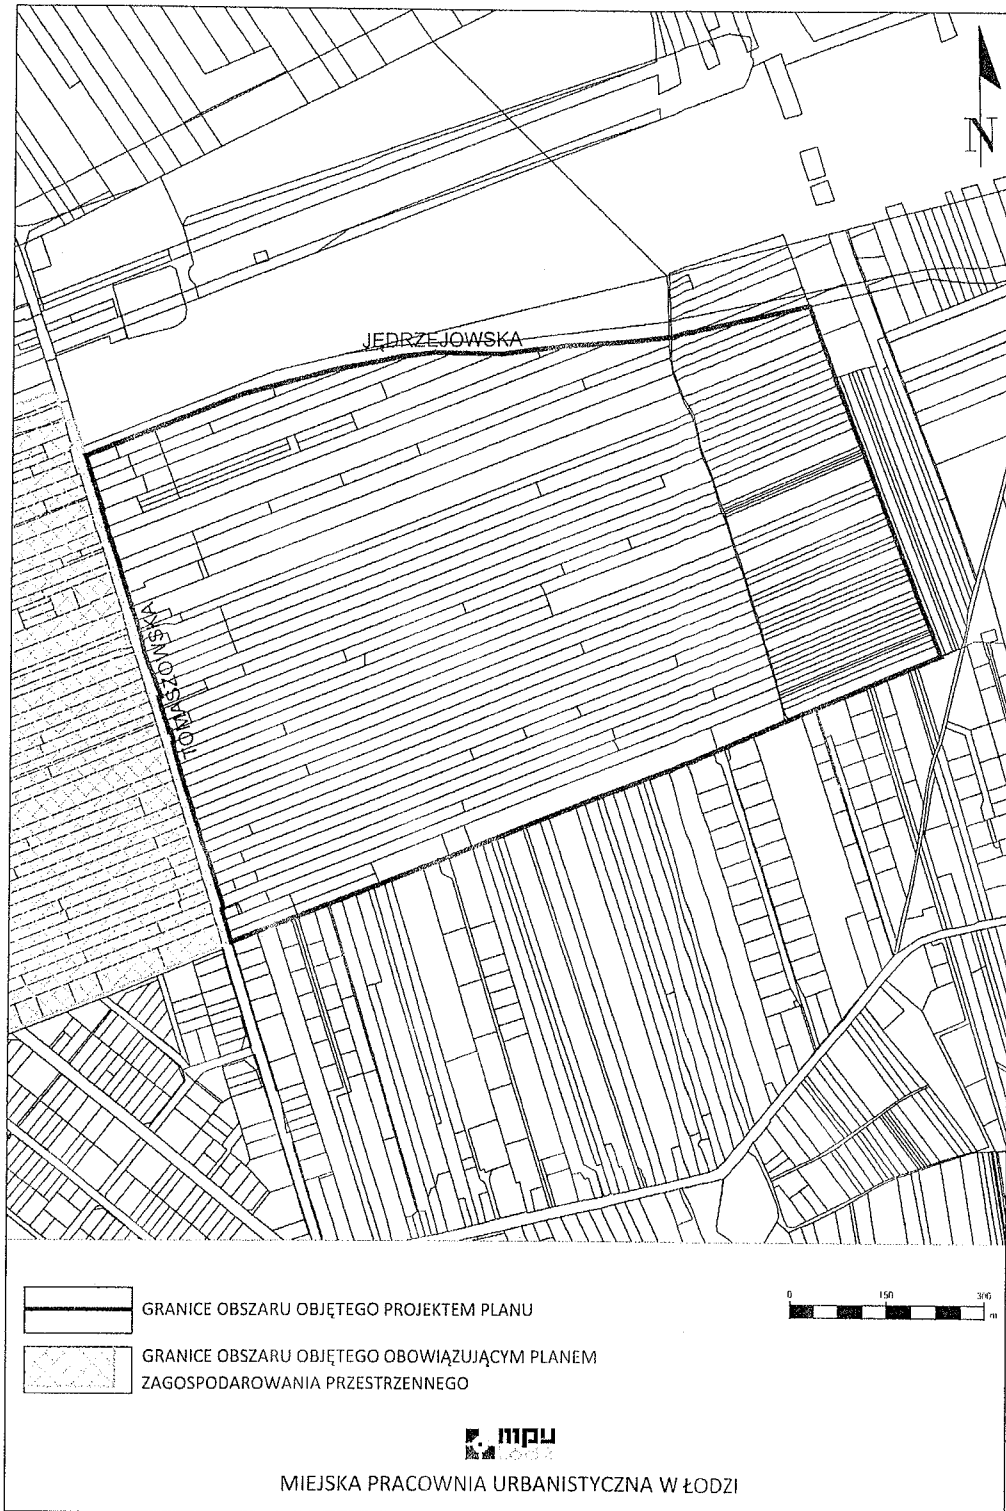 N
JĘDRZEJOWSKA
TOMASZOWSKA
GRANICE OBSZARU OBJĘTEGO PROJEKTEM PLANU
0 150 300
m
GRANICE OBSZARU OBJĘTEGO OBOWIĄZUJĄCYM PLANEM
ZAGOSPODAROWANIA PRZESTRZENNEGO
mpu
ŁÓDŹ
MIEJSKA PRACOWNIA URBANISTYCZNA W ŁODZI